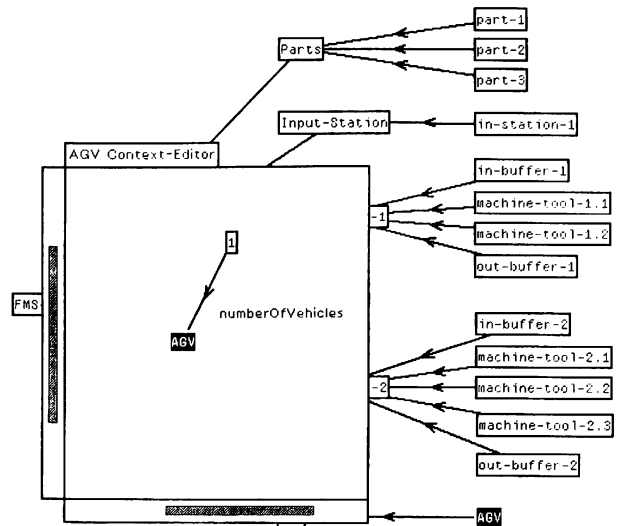 part-1
Parts
part-2
part-3
Input-Station
in-station-1
AGV Context-Editor
in-buffer-1
machine-tool-1.1
-1
machine-tool-1.2
1
out-buffer-1
FMS
numberOfVehicles
in-buffer-2
AGV
machine-tool-2.1
-2
machine-tool-2.2
machine-tool-2.3
out-buffer-2
AGV